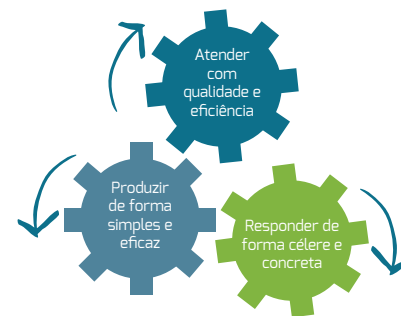 Atender
com
qualidade e
eficiência
Produzir
de forma
simples e
eficaz
Responder de
forma célere e
concreta